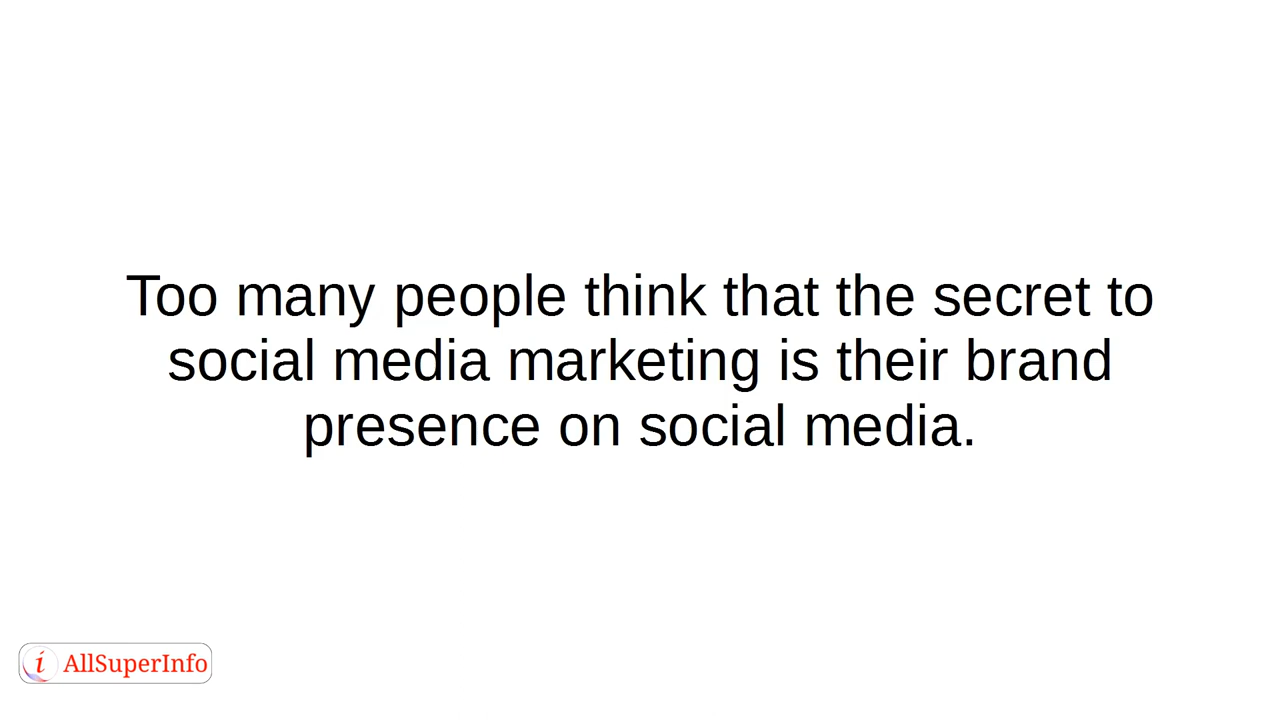 Too many people think that the secret to
social media marketing is their brand
presence on social media.
i AllSuperInfo